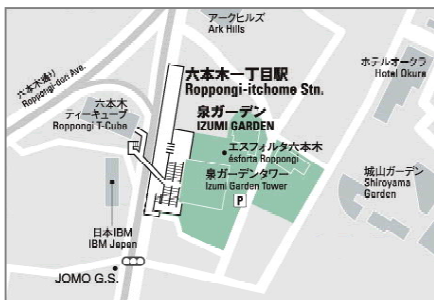 アークヒルズ
Ark Hills
六本木通り
Roppongi-dori Ave.
六本木一丁目駅
Roppongi-itchome Stn.
ホテルオークラ
Hotel Okura
六本木
ティーキューブ
Roppongi T-Cube
泉ガーデン
IZUMI GARDEN
エスフォルタ六本木
ésforta Roppongi
泉ガーデンタワー
Izumi Garden Tower
P
城山ガーデン
Shiroyama
Garden
日本IBM
IBM Japan
JOMO G.S.